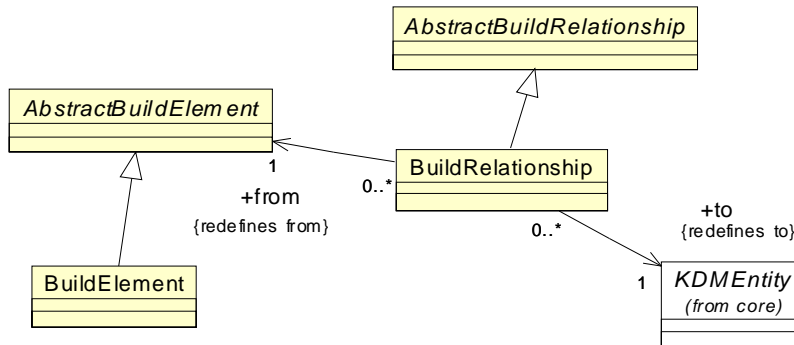 AbstractBuildRelationship
AbstractBuildElement
BuildRelationship
1
0..*
+from
{redefines from}
0..*
+to
{redefines to}
BuildElement
1
KDMEntity
(from core)